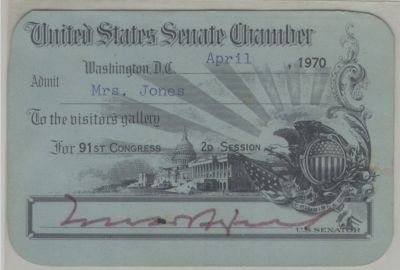 United States Senate Chamber
Washington, D.C. April , 1970
Admit Mrs. Jones
To the visitors gallery
For 91ST CONGRESS 2D SESSION
U.S. SENATOR